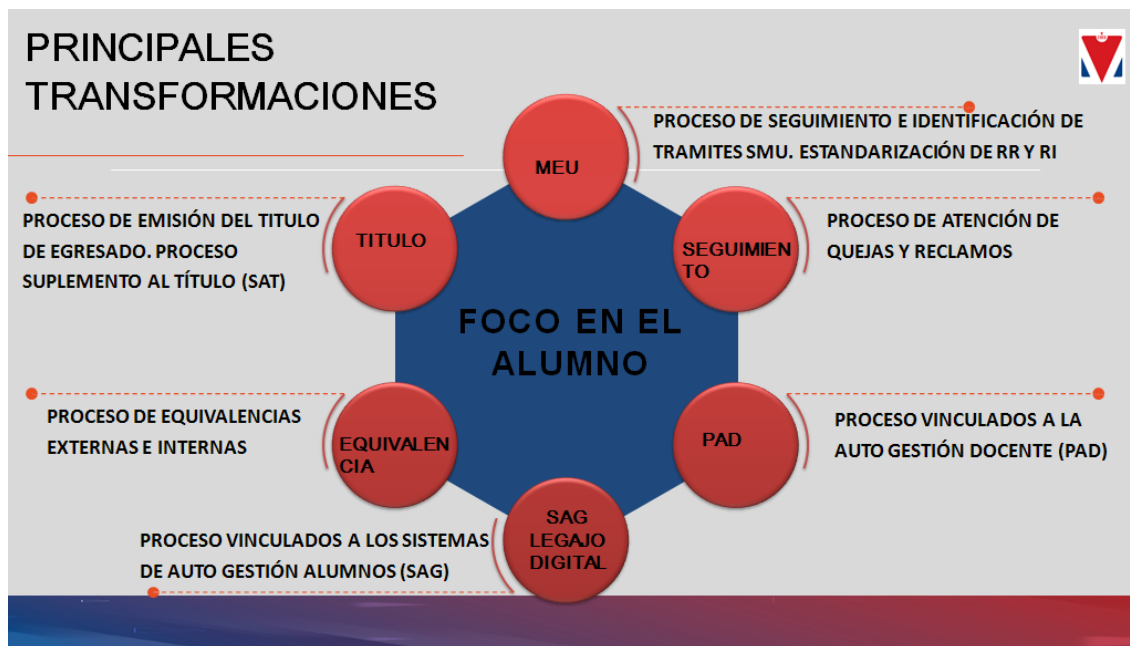 PRINCIPALES
TRANSFORMACIONES
MEU
PROCESO DE SEGUIMIENTO E IDENTIFICACIÓN DE
TRAMITES SMU. ESTANDARIZACIÓN DE RR Y RI
TITULO
PROCESO DE EMISIÓN DEL TITULO
DE EGRESADO. PROCESO
SUPLEMENTO AL TÍTULO (SAT)
SEGUIMIEN
TO
PROCESO DE ATENCIÓN DE
QUEJAS Y RECLAMOS
FOCO EN EL
ALUMNO
EQUIVALEN
CIA
PROCESO DE EQUIVALENCIAS
EXTERNAS E INTERNAS
PAD
PROCESO VINCULADOS A LA
AUTO GESTIÓN DOCENTE (PAD)
SAG
LEGAJO
DIGITAL
PROCESO VINCULADOS A LOS SISTEMAS
DE AUTO GESTIÓN ALUMNOS (SAG)